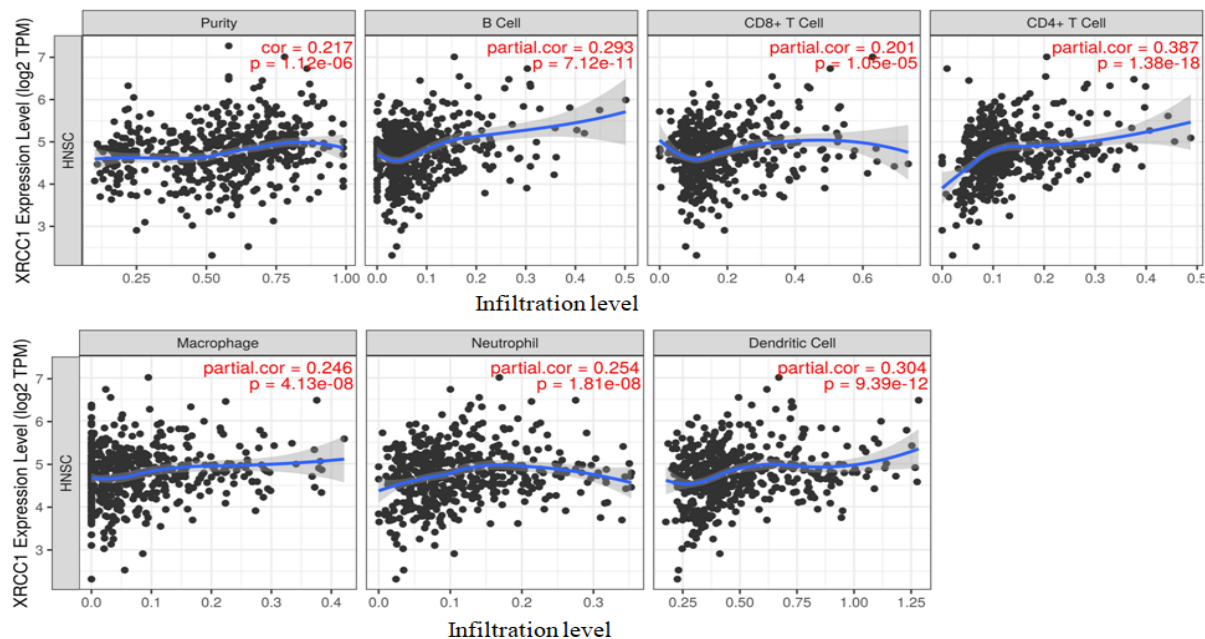 Purity
B Cell
CD8+ T Cell
CD4+ T Cell
XRCC1 Expression Level (log2 TPM)
HNSC
7
6
5
4
3
cor = 0.217
p = 1.12e-06
partial.cor = 0.293
p = 7.12e-11
partial.cor = 0.201
p = 1.05e-05
partial.cor = 0.387
p = 1.38e-18
0.25 0.50 0.75 1.00
0.0 0.1 0.2 0.3 0.4 0.5
0.0 0.2 0.4 0.6
0.0 0.1 0.2 0.3 0.4 0.5
Infiltration level
Macrophage
Neutrophil
Dendritic Cell
XRCC1 Expression Level (log2 TPM)
HNSC
7
6
5
4
3
partial.cor = 0.246
p = 4.13e-08
partial.cor = 0.254
p = 1.81e-08
partial.cor = 0.304
p = 9.39e-12
0.0 0.1 0.2 0.3 0.4
0.0 0.1 0.2 0.3
0.25 0.50 0.75 1.00 1.25
Infiltration level